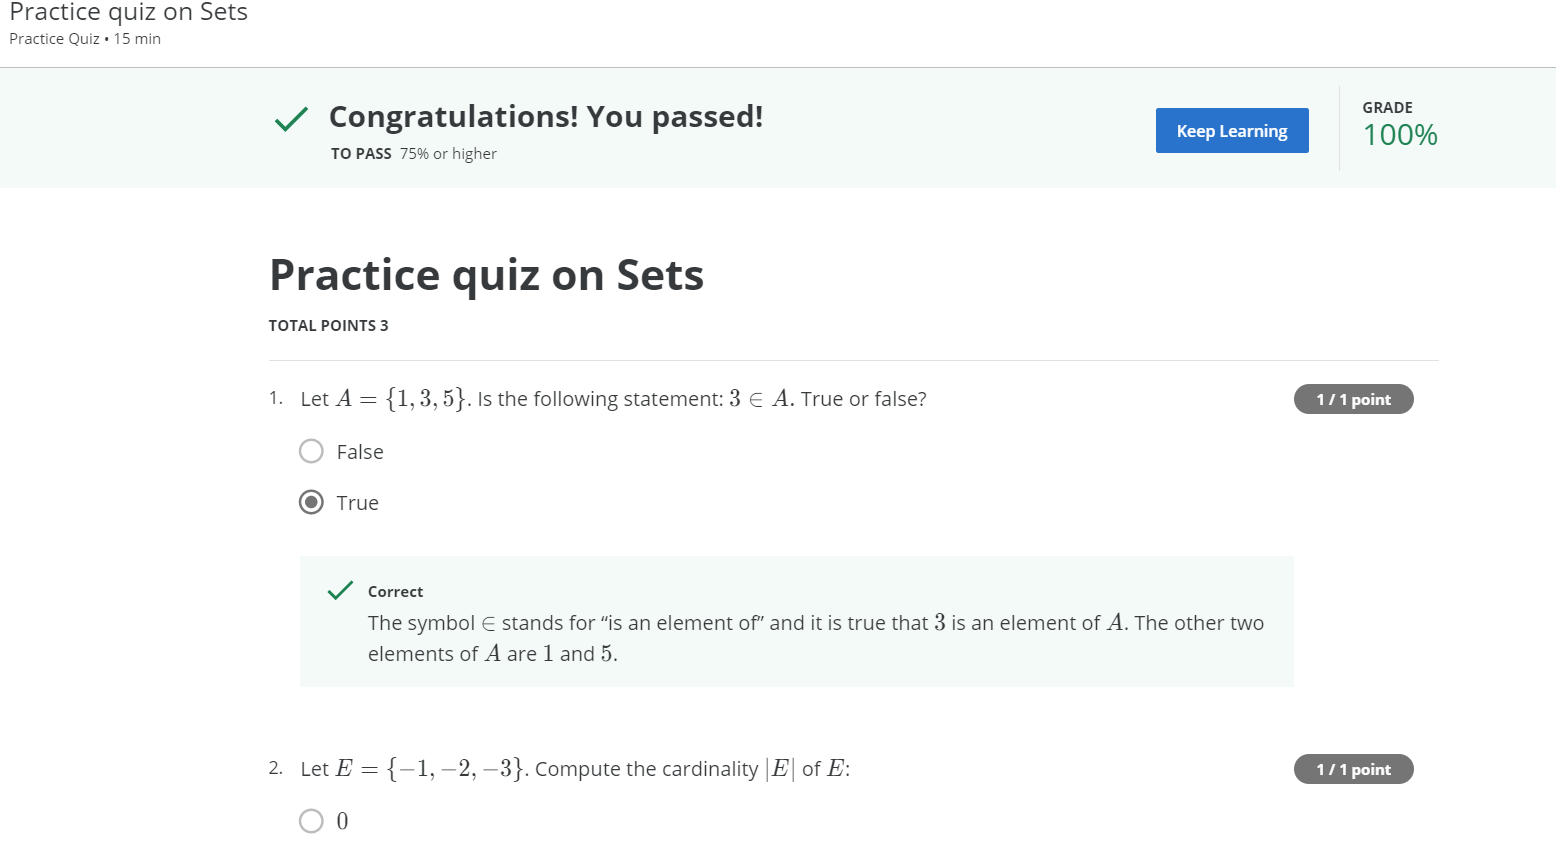 Practice quiz on Sets
Practice Quiz • 15 min
Congratulations! You passed!
TO PASS 75% or higher
Keep Learning
GRADE
100%
Practice quiz on Sets
TOTAL POINTS 3
1. Let A = {1, 3, 5}. Is the following statement: 3 ∈ A. True or false?
1 / 1 point
False
True
Correct
The symbol ∈ stands for “is an element of” and it is true that 3 is an element of A. The other two
elements of A are 1 and 5.
2. Let E = {−1, −2, −3}. Compute the cardinality |E| of E:
1 / 1 point
0